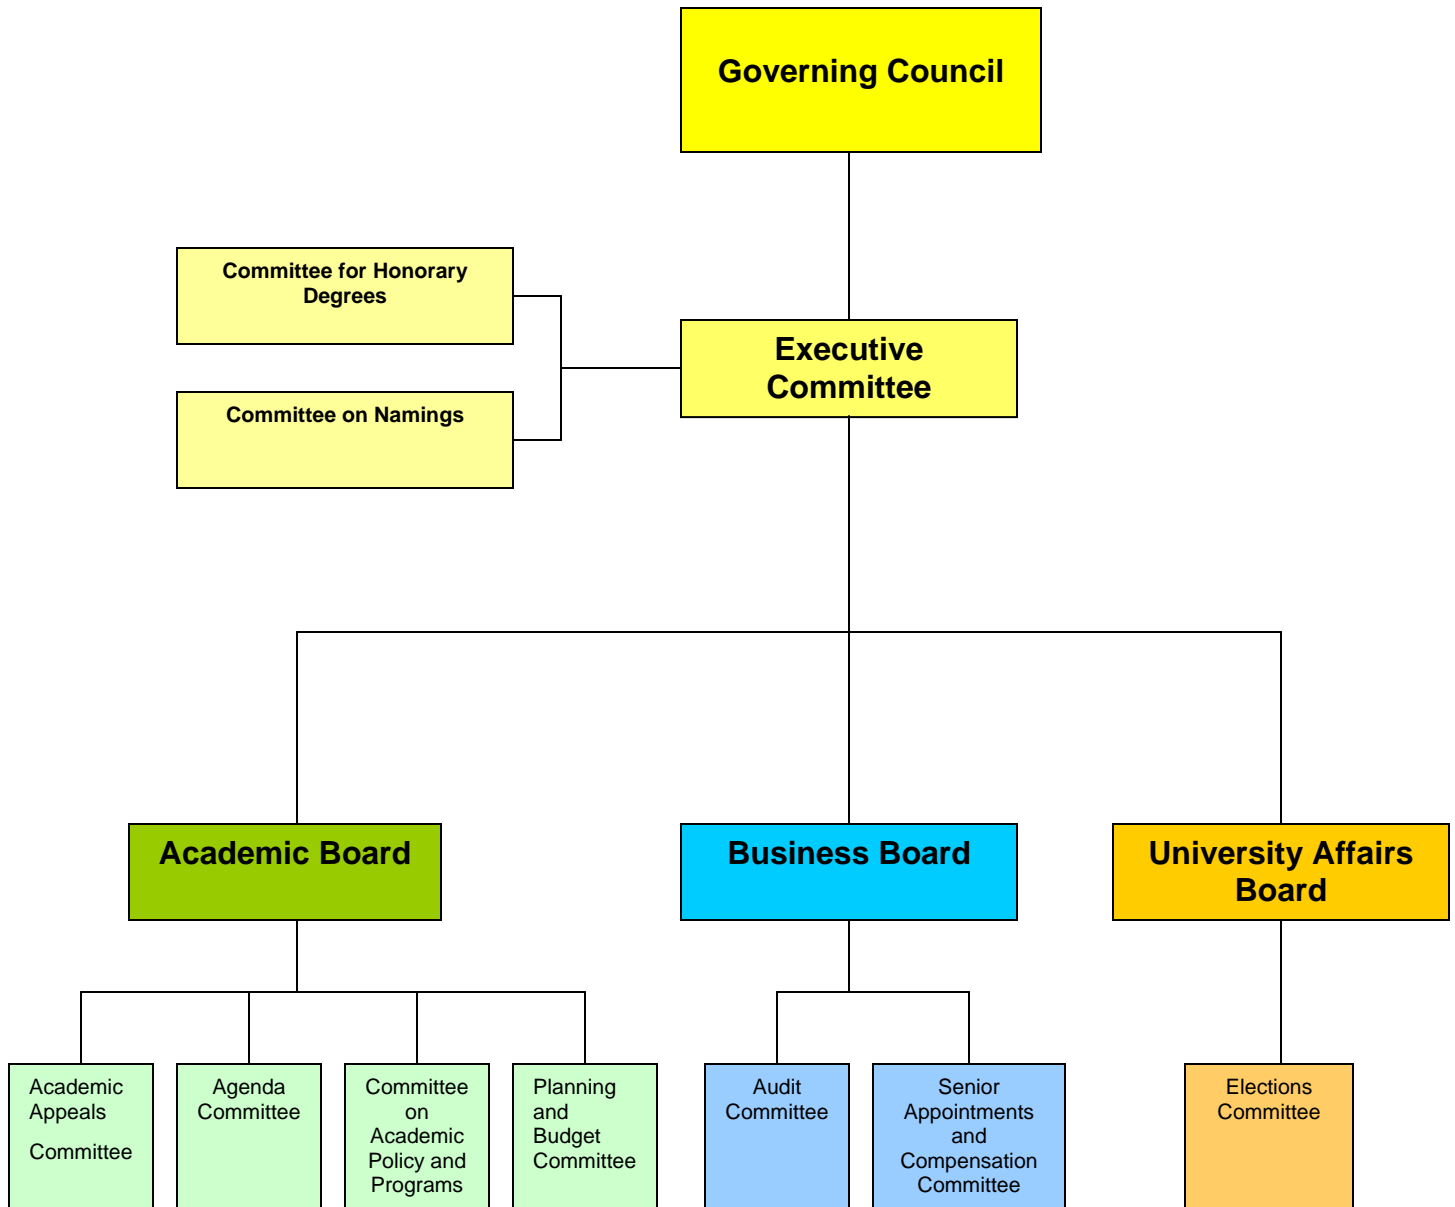 Governing Council
Committee for Honorary
Degrees
Executive
Committee
Committee on Namings
Academic Board
Business Board
University Affairs
Board
Academic
Appeals
Committee
Agenda
Committee
Committee
on
Academic
Policy and
Programs
Planning
and
Budget
Committee
Audit
Committee
Senior
Appointments
and
Compensation
Committee
Elections
Committee